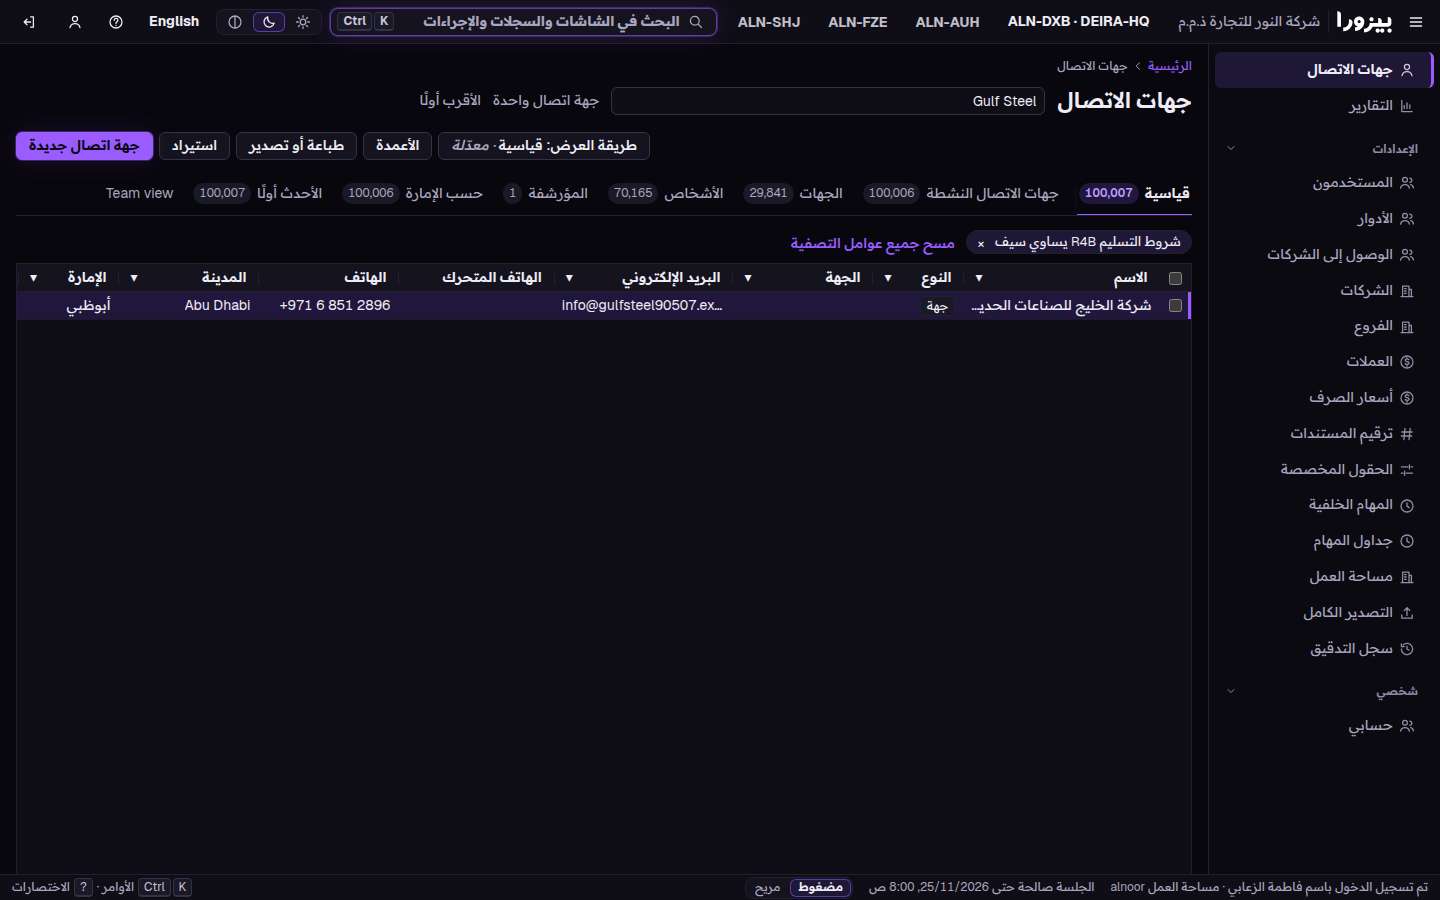 بيزورا
شركة النور للتجارة ذ.م.م
ALN-DXB · DEIRA-HQ
ALN-AUH
ALN-FZE
ALN-SHJ
البحث في الشاشات والسجلات والإجراءات
Ctrl K
English
جهات الاتصال
التقارير
الإعدادات
المستخدمون
الأدوار
الوصول إلى الشركات
الشركات
الفروع
العملات
أسعار الصرف
ترقيم المستندات
الحقول المخصصة
المهام الخلفية
جداول المهام
مساحة العمل
التصدير الكامل
سجل التدقيق
شخصي
حسابي
الرئيسية › جهات الاتصال
جهات الاتصال
Gulf Steel
جهة اتصال واحدة
الأقرب أولًا
طريقة العرض: قياسية · معدّلة
الأعمدة
طباعة أو تصدير
استيراد
جهة اتصال جديدة
قياسية 100,007
جهات الاتصال النشطة 100,006
الجهات 29,841
الأشخاص 70,165
المؤرشفة 1
حسب الإمارة 100,006
الأحدث أولًا 100,007
Team view
شروط التسليم R4B يساوي سيف ×
مسح جميع عوامل التصفية
الاسم ▼ النوع ▼ الجهة ▼ البريد الإلكتروني ▼ الهاتف المتحرك الهاتف المدينة ▼ الإمارة ▼
شركة الخليج للصناعات الحديـ… جهة info@gulfsteel90507.ex… +971 6 851 2896 Abu Dhabi أبوظبي
تم تسجيل الدخول باسم فاطمة الزعابي · مساحة العمل alnoor
الجلسة صالحة حتى 25/11/2026, 8:00 ص
مضغوط
مريح
Ctrl K الأوامر · ? الاختصارات